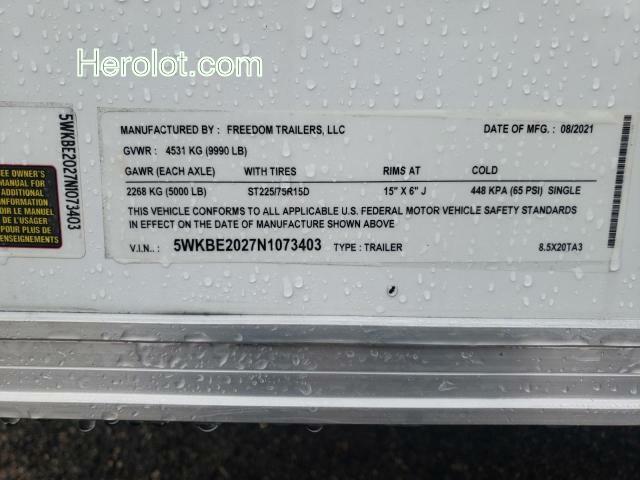 Herolot.com
MANUFACTURED BY : FREEDOM TRAILERS, LLC DATE OF MFG. : 08/2021
GVWR : 4531 KG (9990 LB)
GAWR (EACH AXLE) WITH TIRES RIMS AT COLD
2268 KG (5000 LB) ST225/75R15D 15" X 6" J 448 KPA (65 PSI) SINGLE
THIS VEHICLE CONFORMS TO ALL APPLICABLE U.S. FEDERAL MOTOR VEHICLE SAFETY STANDARDS
IN EFFECT ON THE DATE OF MANUFACTURE SHOWN ABOVE
V.I.N. : 5WKBE2027N1073403 TYPE : TRAILER 8.5X20TA3
5WKBE2027N1073403
OWNER'S
MANUAL FOR
ADDITIONAL
INFORMATION
LE MANUEL
DE L'USAGER
POUR PLUS DE